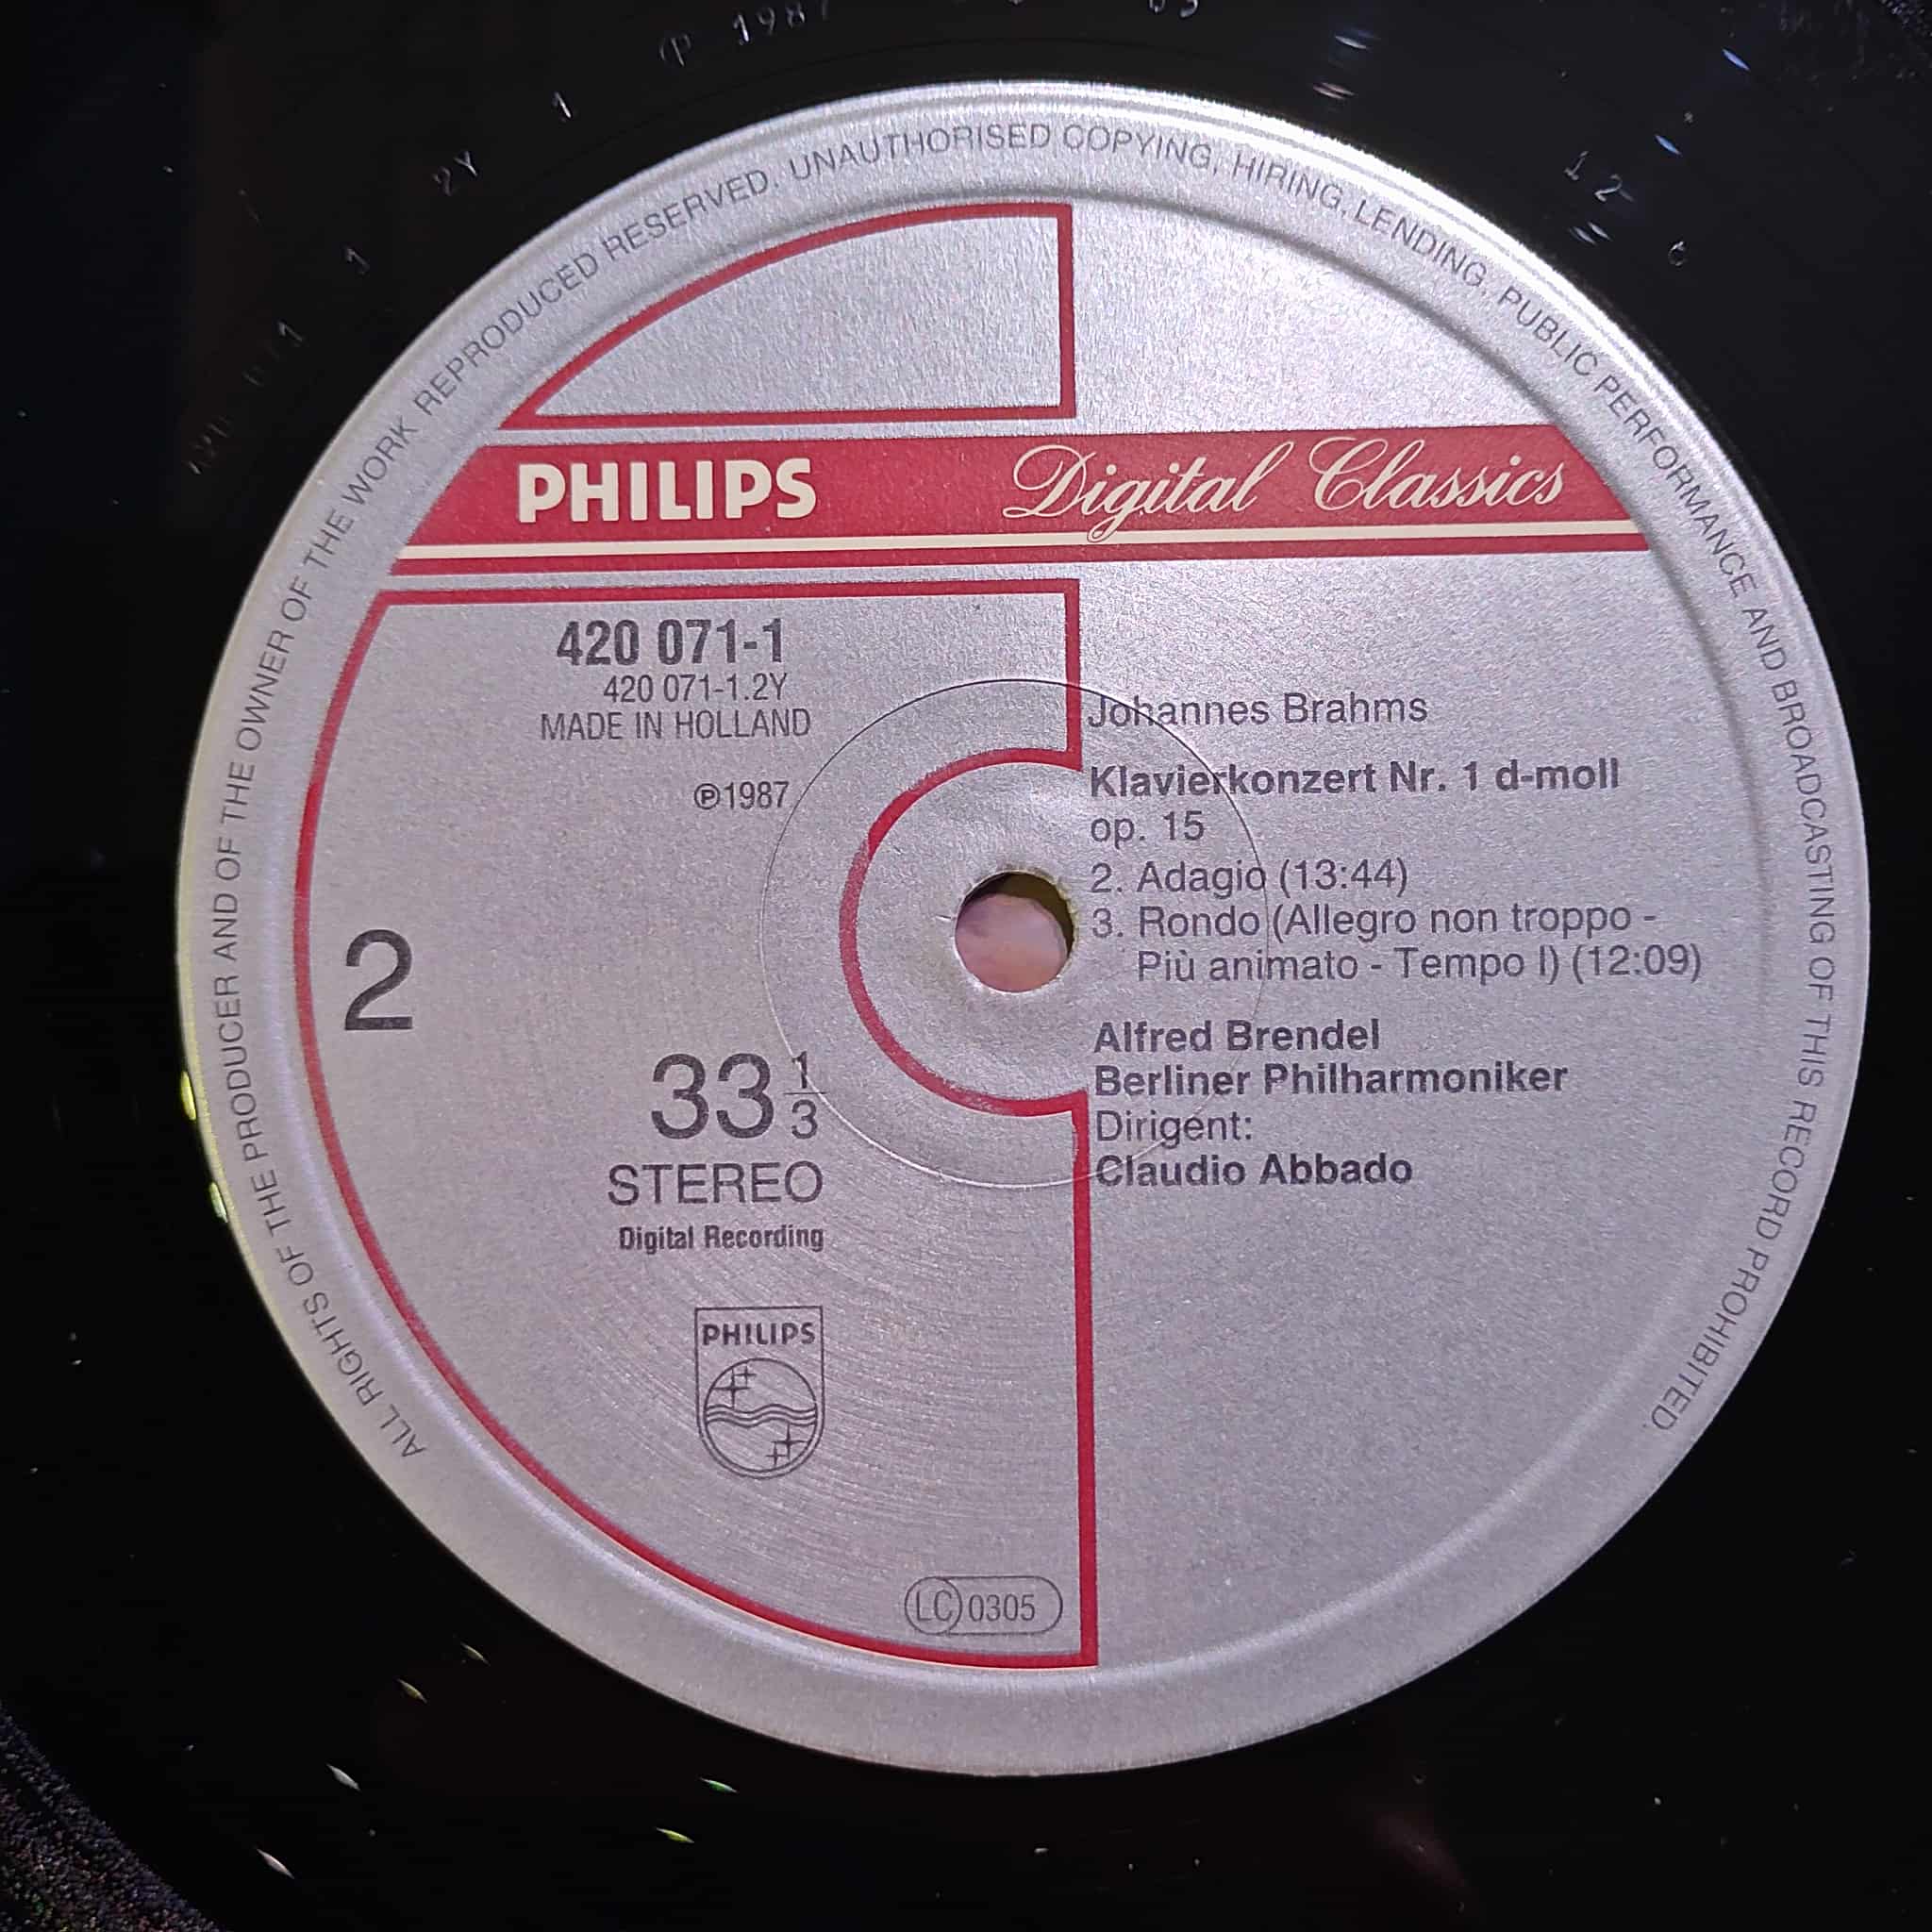 ALL RIGHTS OF THE PRODUCER AND OF THE OWNER OF THE WORK REPRODUCED RESERVED. UNAUTHORISED COPYING, HIRING, LENDING, PUBLIC PERFORMANCE AND BROADCASTING OF THIS RECORD PROHIBITED.
PHILIPS Digital Classics
420 071-1
420 071-1.2Y
MADE IN HOLLAND
℗1987
2
33 1/3
STEREO
Digital Recording
PHILIPS
LC 0305
Johannes Brahms
Klavierkonzert Nr. 1 d-moll
op. 15
2. Adagio (13:44)
3. Rondo (Allegro non troppo -
Più animato - Tempo I) (12:09)
Alfred Brendel
Berliner Philharmoniker
Dirigent:
Claudio Abbado
1 2Y 1 ℗ 1987